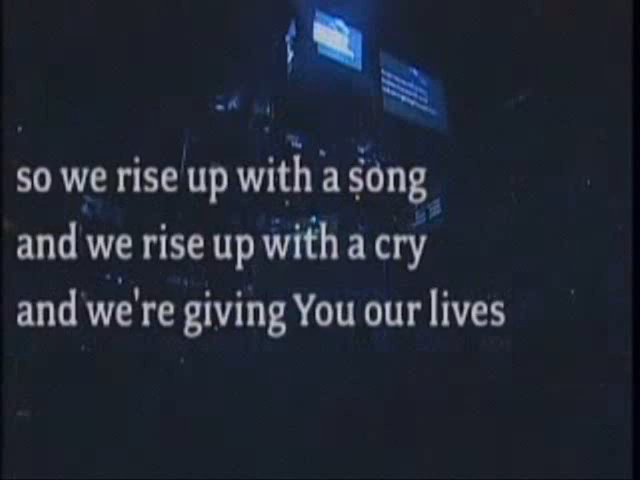 so we rise up with a song
and we rise up with a cry
and we're giving You our lives